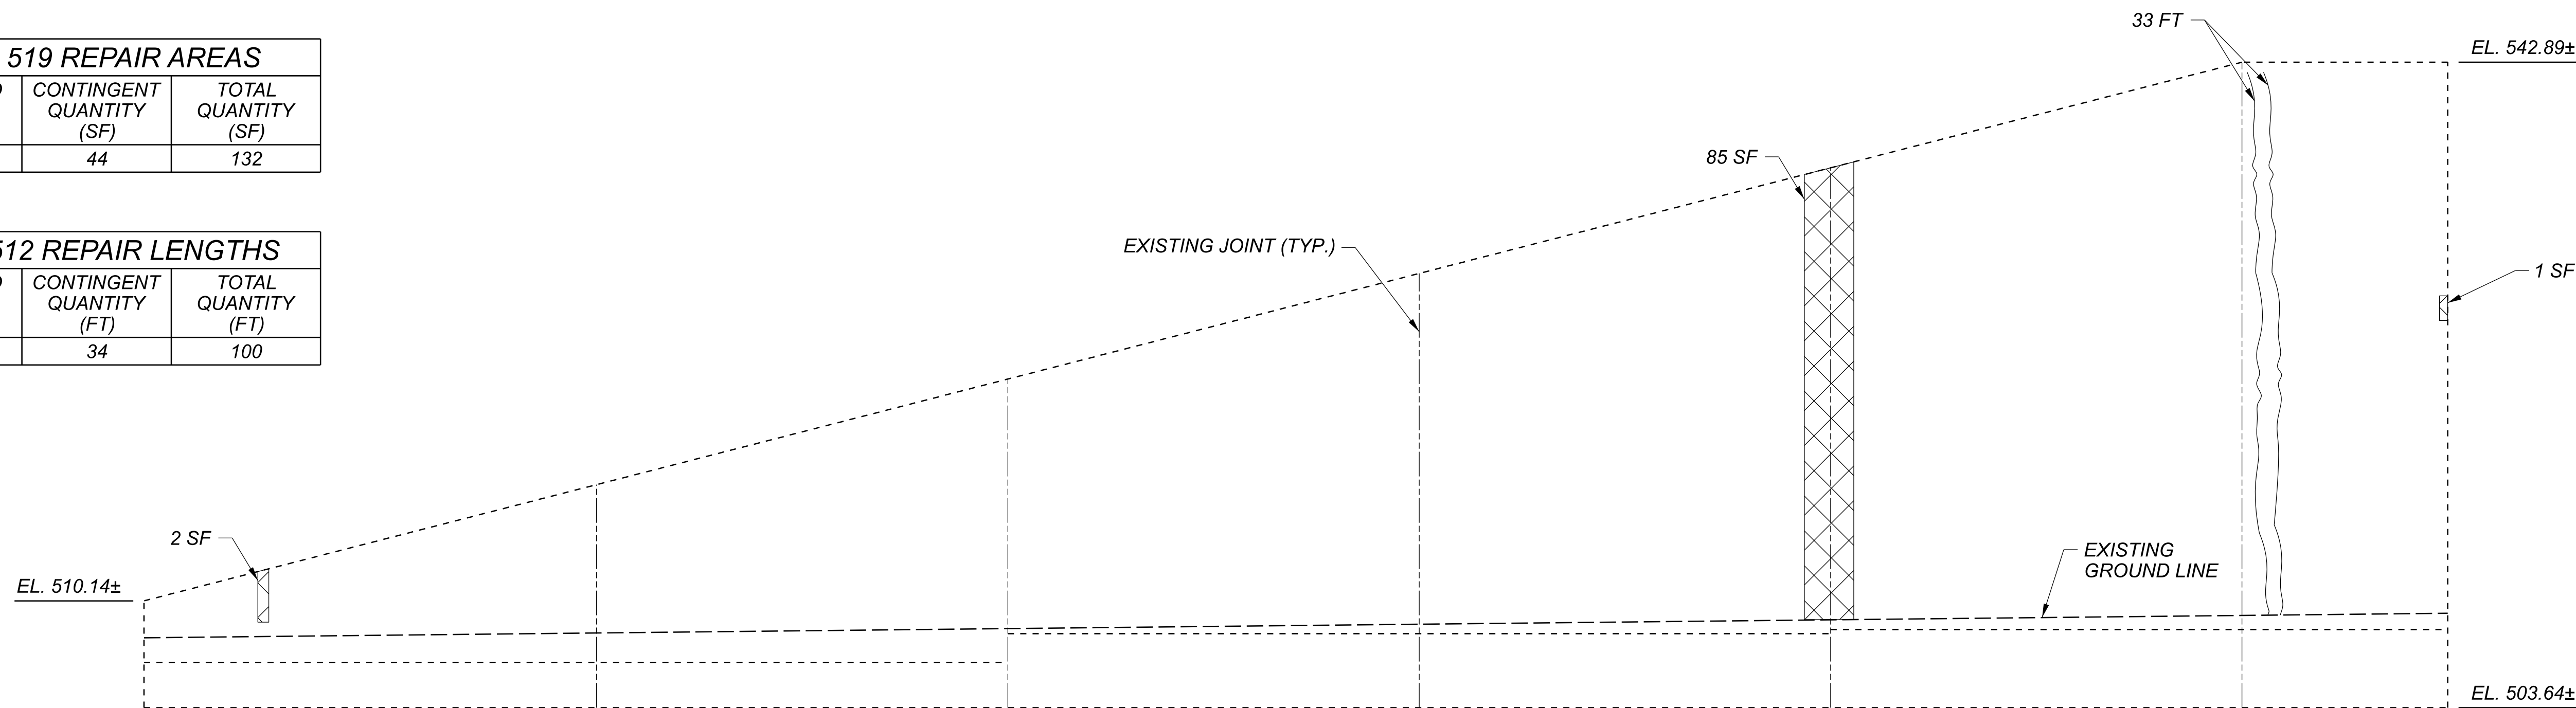 519 REPAIR AREAS
CONTINGENT QUANTITY (SF)
TOTAL QUANTITY (SF)
44
132
512 REPAIR LENGTHS
CONTINGENT QUANTITY (FT)
TOTAL QUANTITY (FT)
34
100
33 FT
EL. 542.89±
85 SF
EXISTING JOINT (TYP.)
1 SF
2 SF
EXISTING
GROUND LINE
EL. 510.14±
EL. 503.64±